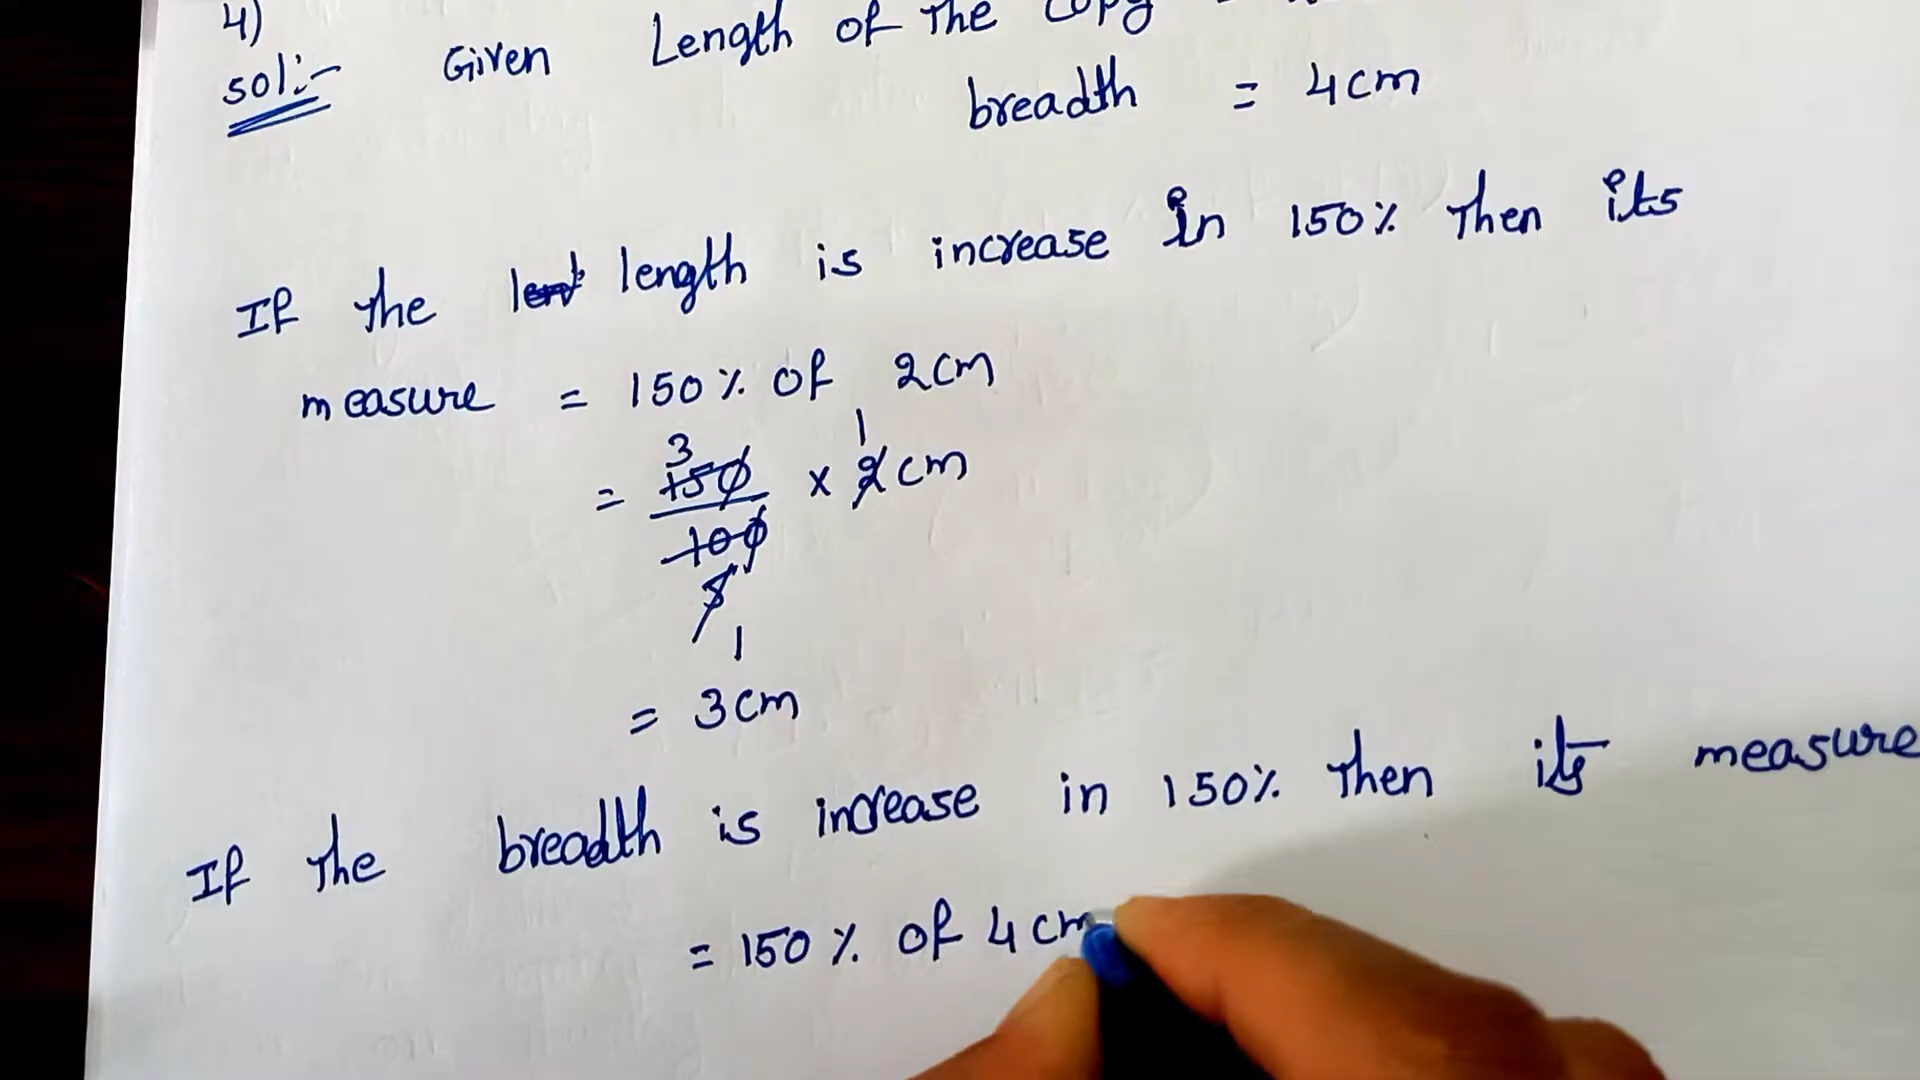 4)
sol:- Given Length of the copy
breadth = 4cm
If the length is increase in 150% then its
measure = 150% of 2cm
3 1
= 150 × 2cm
100
1
= 3cm
If the breadth is increase in 150% then its measure
= 150% of 4cm